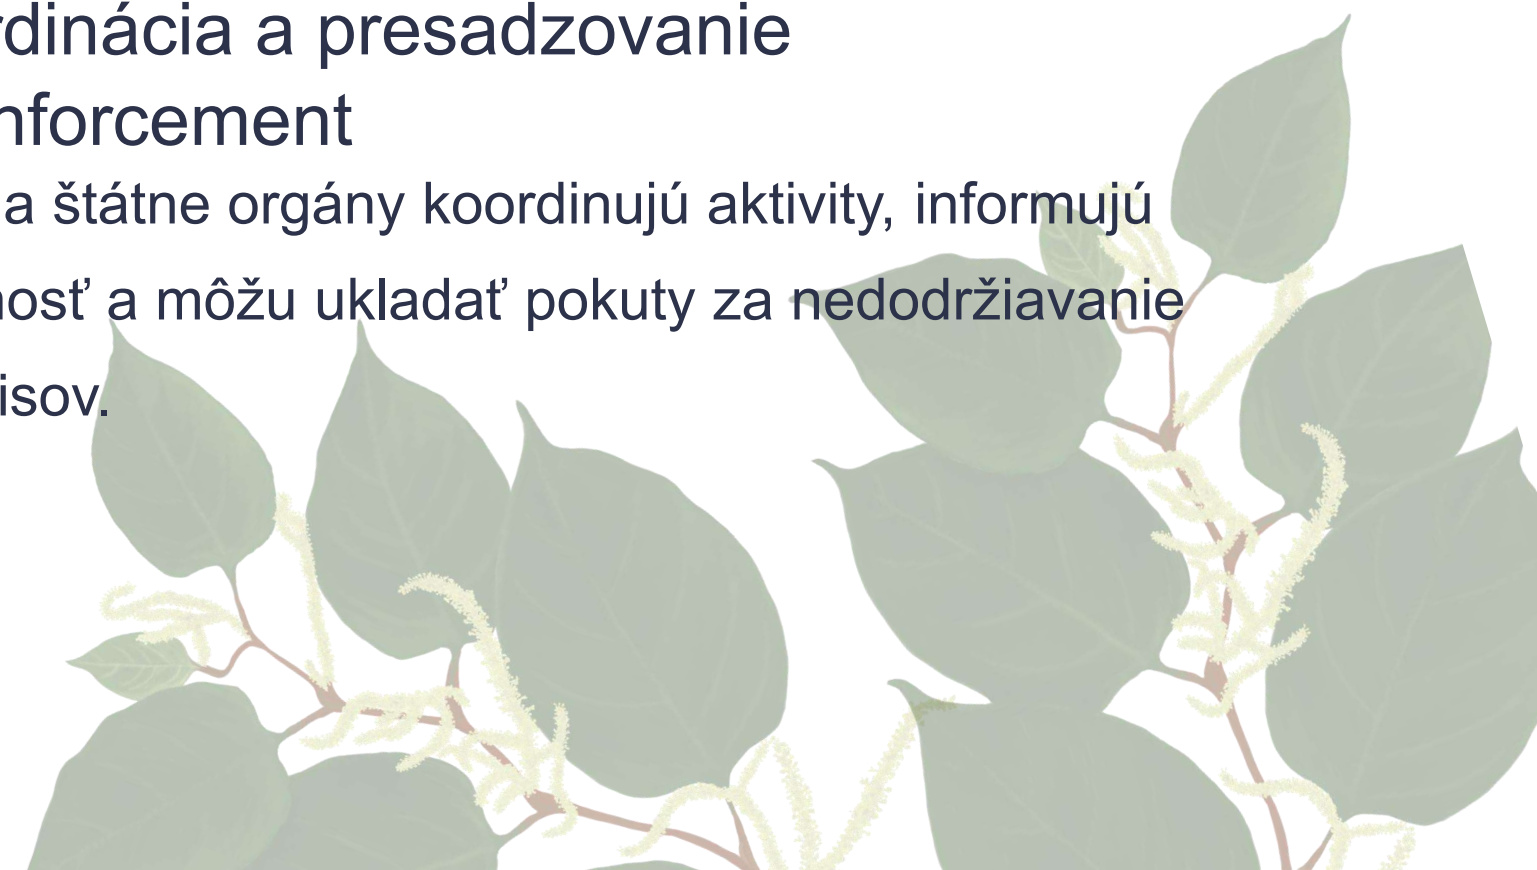 rdinácia a presadzovanie
nforcement
a štátne orgány koordinujú aktivity, informujú
nosť a môžu ukladať pokuty za nedodržiavanie
isov.